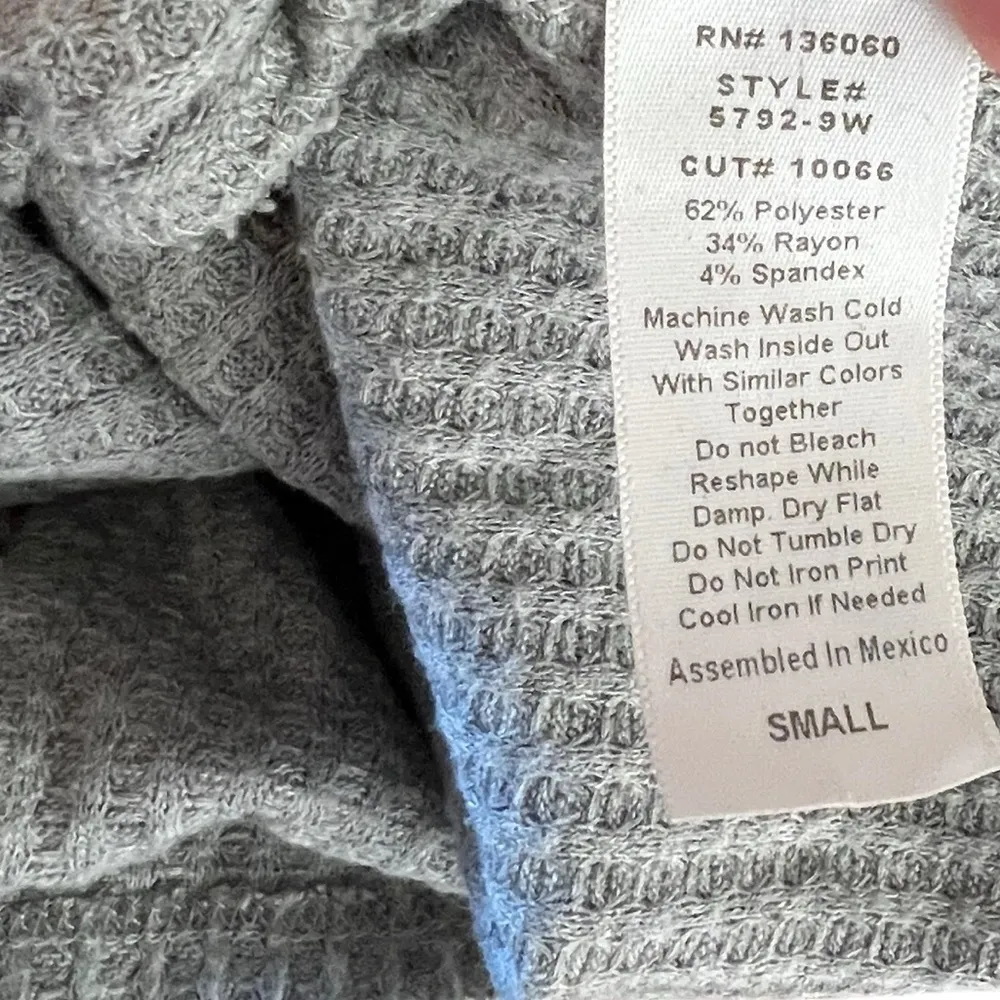 RN# 136060
STYLE#
5792-9W
CUT# 10066
62% Polyester
34% Rayon
4% Spandex
Machine Wash Cold
Wash Inside Out
With Similar Colors
Together
Do not Bleach
Reshape While
Damp. Dry Flat
Do Not Tumble Dry
Do Not Iron Print
Cool Iron If Needed
Assembled In Mexico
SMALL